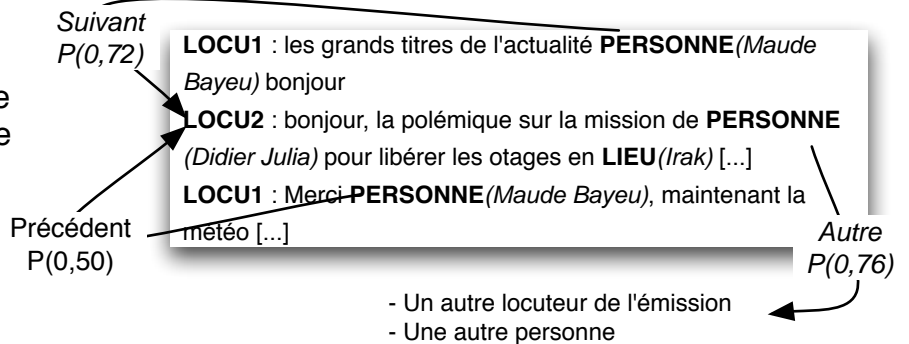 Suivant
P(0,72)
LOCU1 : les grands titres de l'actualité PERSONNE(Maude
Bayeu) bonjour
e
LOCU2 : bonjour, la polémique sur la mission de PERSONNE
e
(Didier Julia) pour libérer les otages en LIEU(Irak) [...]
LOCU1 : Merci PERSONNE(Maude Bayeu), maintenant la
météo [...]
Précédent
P(0,50)
Autre
P(0,76)
- Un autre locuteur de l'émission
- Une autre personne